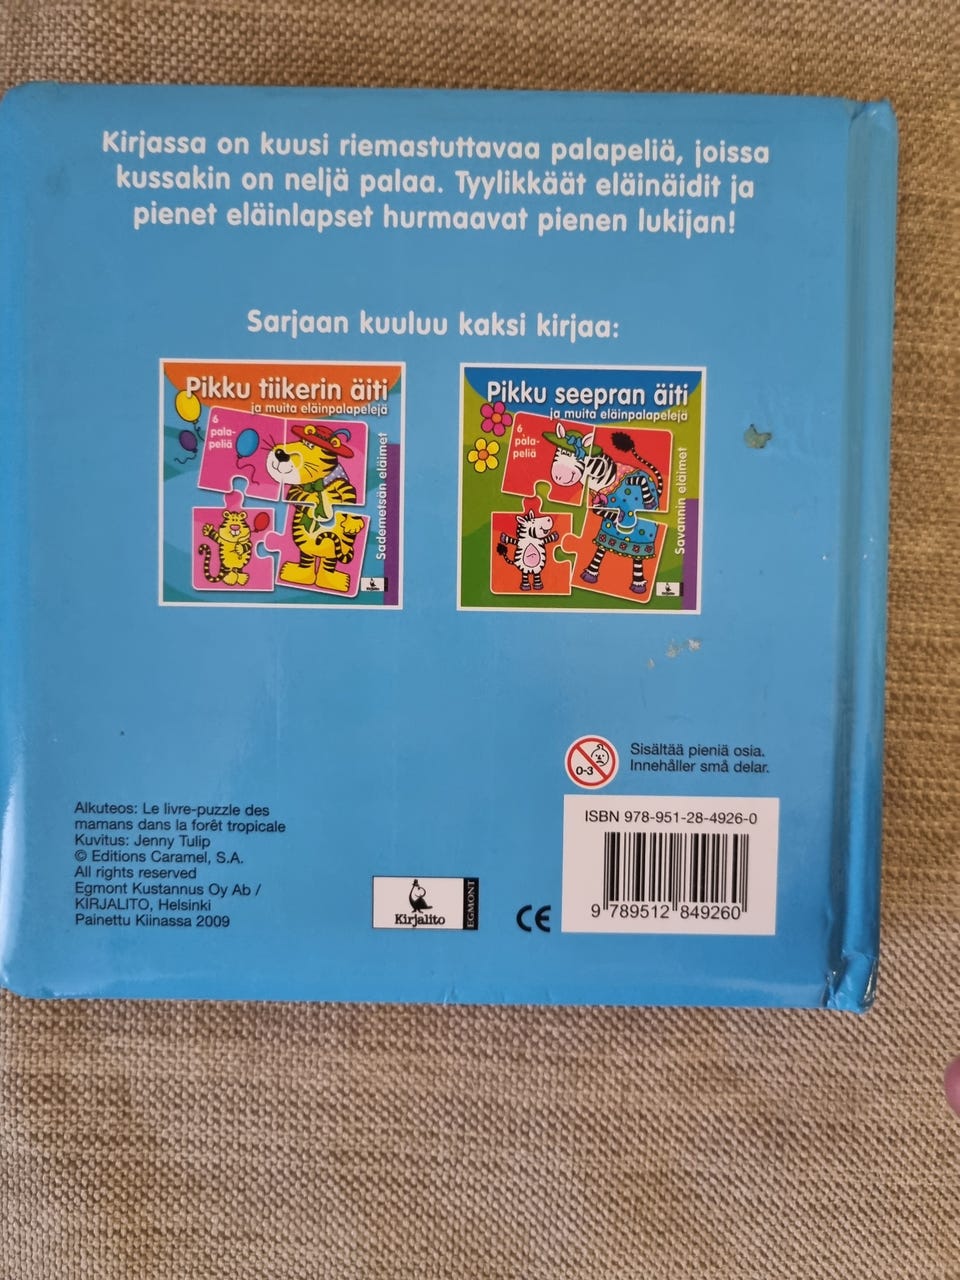 Kirjassa on kuusi riemastuttavaa palapeliä, joissa
kussakin on neljä palaa. Tyylikkäät eläinäidit ja
pienet eläinlapset hurmaavat pienen lukijan!
Sarjaan kuuluu kaksi kirjaa:
Pikku tiikerin äiti
ja muita eläinpalapelejä
6
pala-
peliä
Sademetsän eläimet
Pikku seepran äiti
ja muita eläinpalapelejä
6
pala-
peliä
Savannin eläimet
Kirjalito
0-3
Sisältää pieniä osia.
Innehåller små delar.
Alkuteos: Le livre-puzzle des
mamans dans la forêt tropicale
Kuvitus: Jenny Tulip
© Editions Caramel, S.A.
All rights reserved
Egmont Kustannus Oy Ab /
KIRJALITO, Helsinki
Painettu Kiinassa 2009
Kirjalito
EGMONT
CE
ISBN 978-951-28-4926-0
9 789512 849260